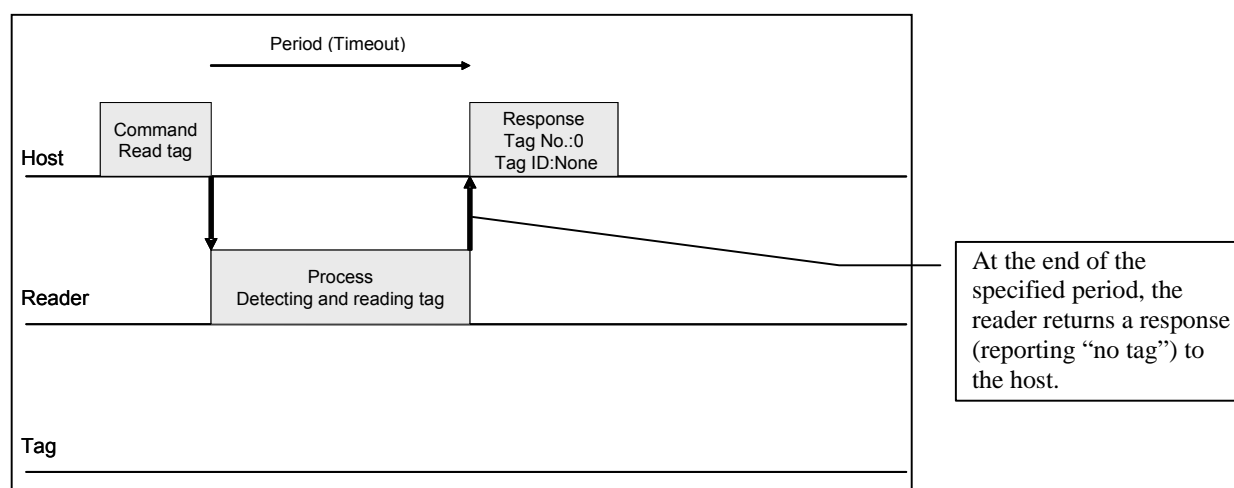 Period (Timeout)
Command
Read tag
Response
Tag No.:0
Tag ID:None
Host
Process
Detecting and reading tag
Reader
At the end of the
specified period, the
reader returns a response
(reporting “no tag”) to
the host.
Tag